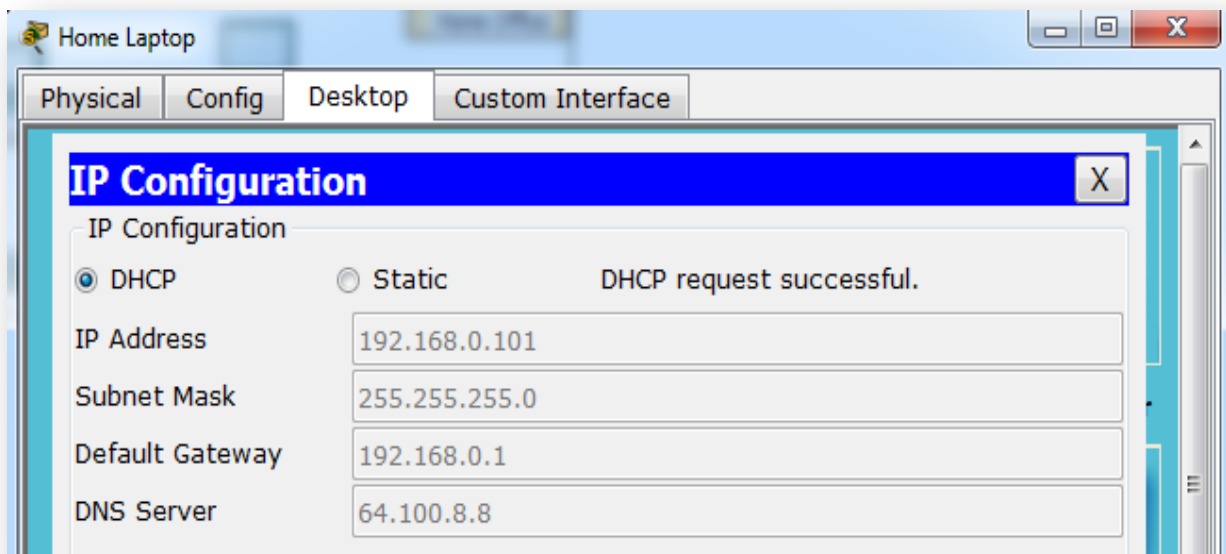 Home Laptop
Physical Config Desktop Custom Interface
IP Configuration X
IP Configuration
DHCP Static DHCP request successful.
IP Address 192.168.0.101
Subnet Mask 255.255.255.0
Default Gateway 192.168.0.1
DNS Server 64.100.8.8